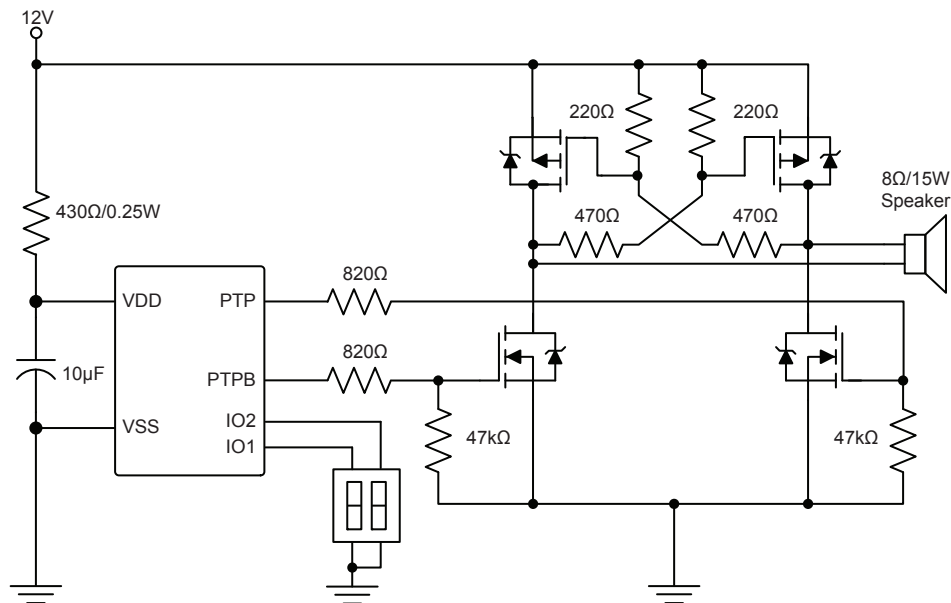 12V
220Ω
220Ω
8Ω/15W
Speaker
430Ω/0.25W
470Ω
470Ω
820Ω
VDD
PTP
820Ω
10µF
PTPB
VSS
IO2
IO1
47kΩ
47kΩ